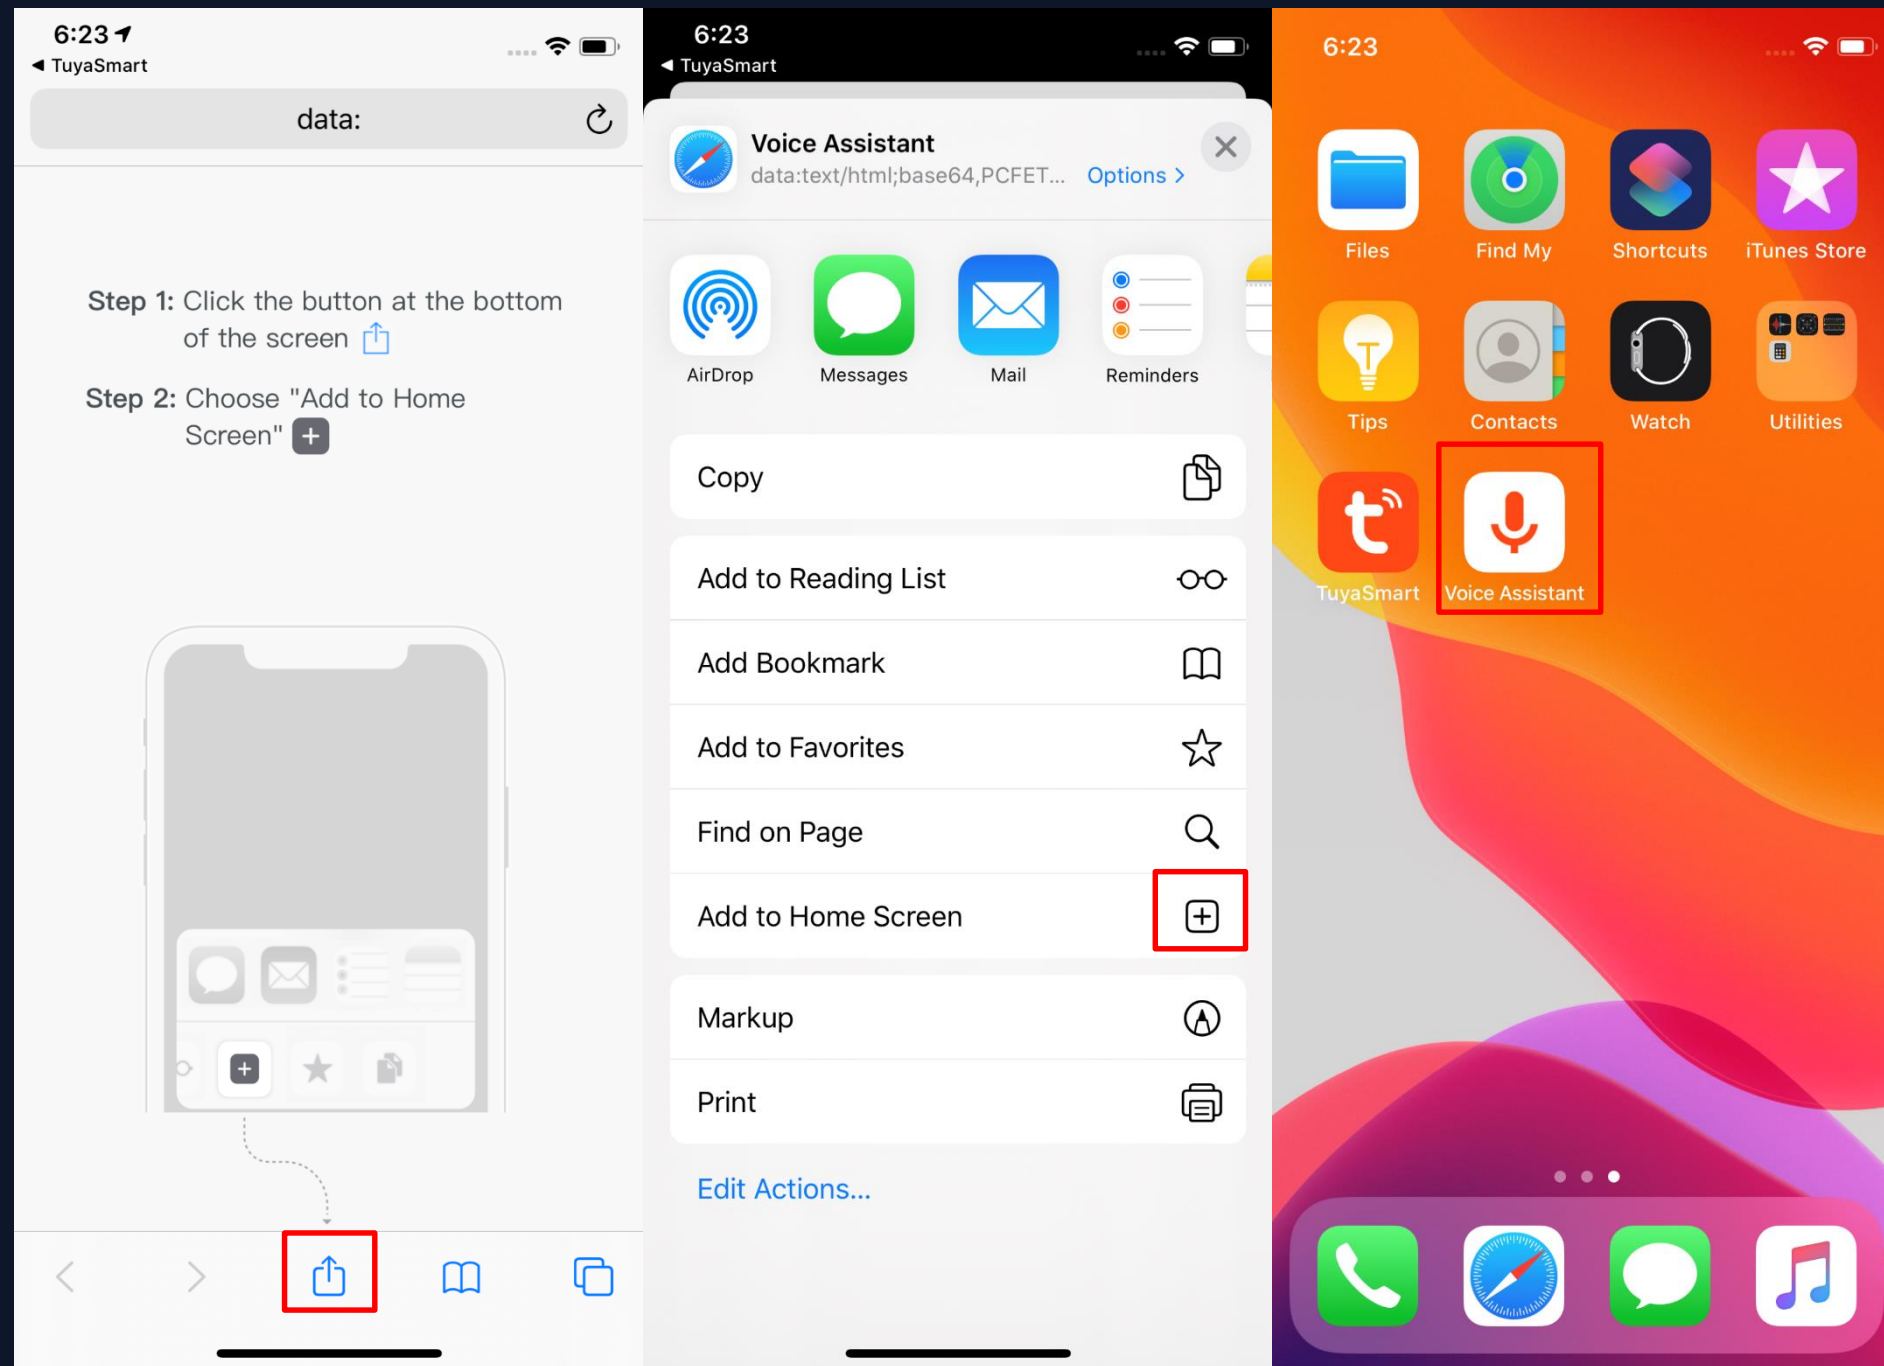 6:23
◀ TuyaSmart
data:
Step 1: Click the button at the bottom
of the screen
Step 2: Choose "Add to Home
Screen"
6:23
◀ TuyaSmart
Voice Assistant
data:text/html;base64,PCFET... Options >
AirDrop Messages Mail Reminders
Copy
Add to Reading List
Add Bookmark
Add to Favorites
Find on Page
Add to Home Screen
Markup
Print
Edit Actions...
6:23
Files Find My Shortcuts iTunes Store
Tips Contacts Watch Utilities
TuyaSmart Voice Assistant